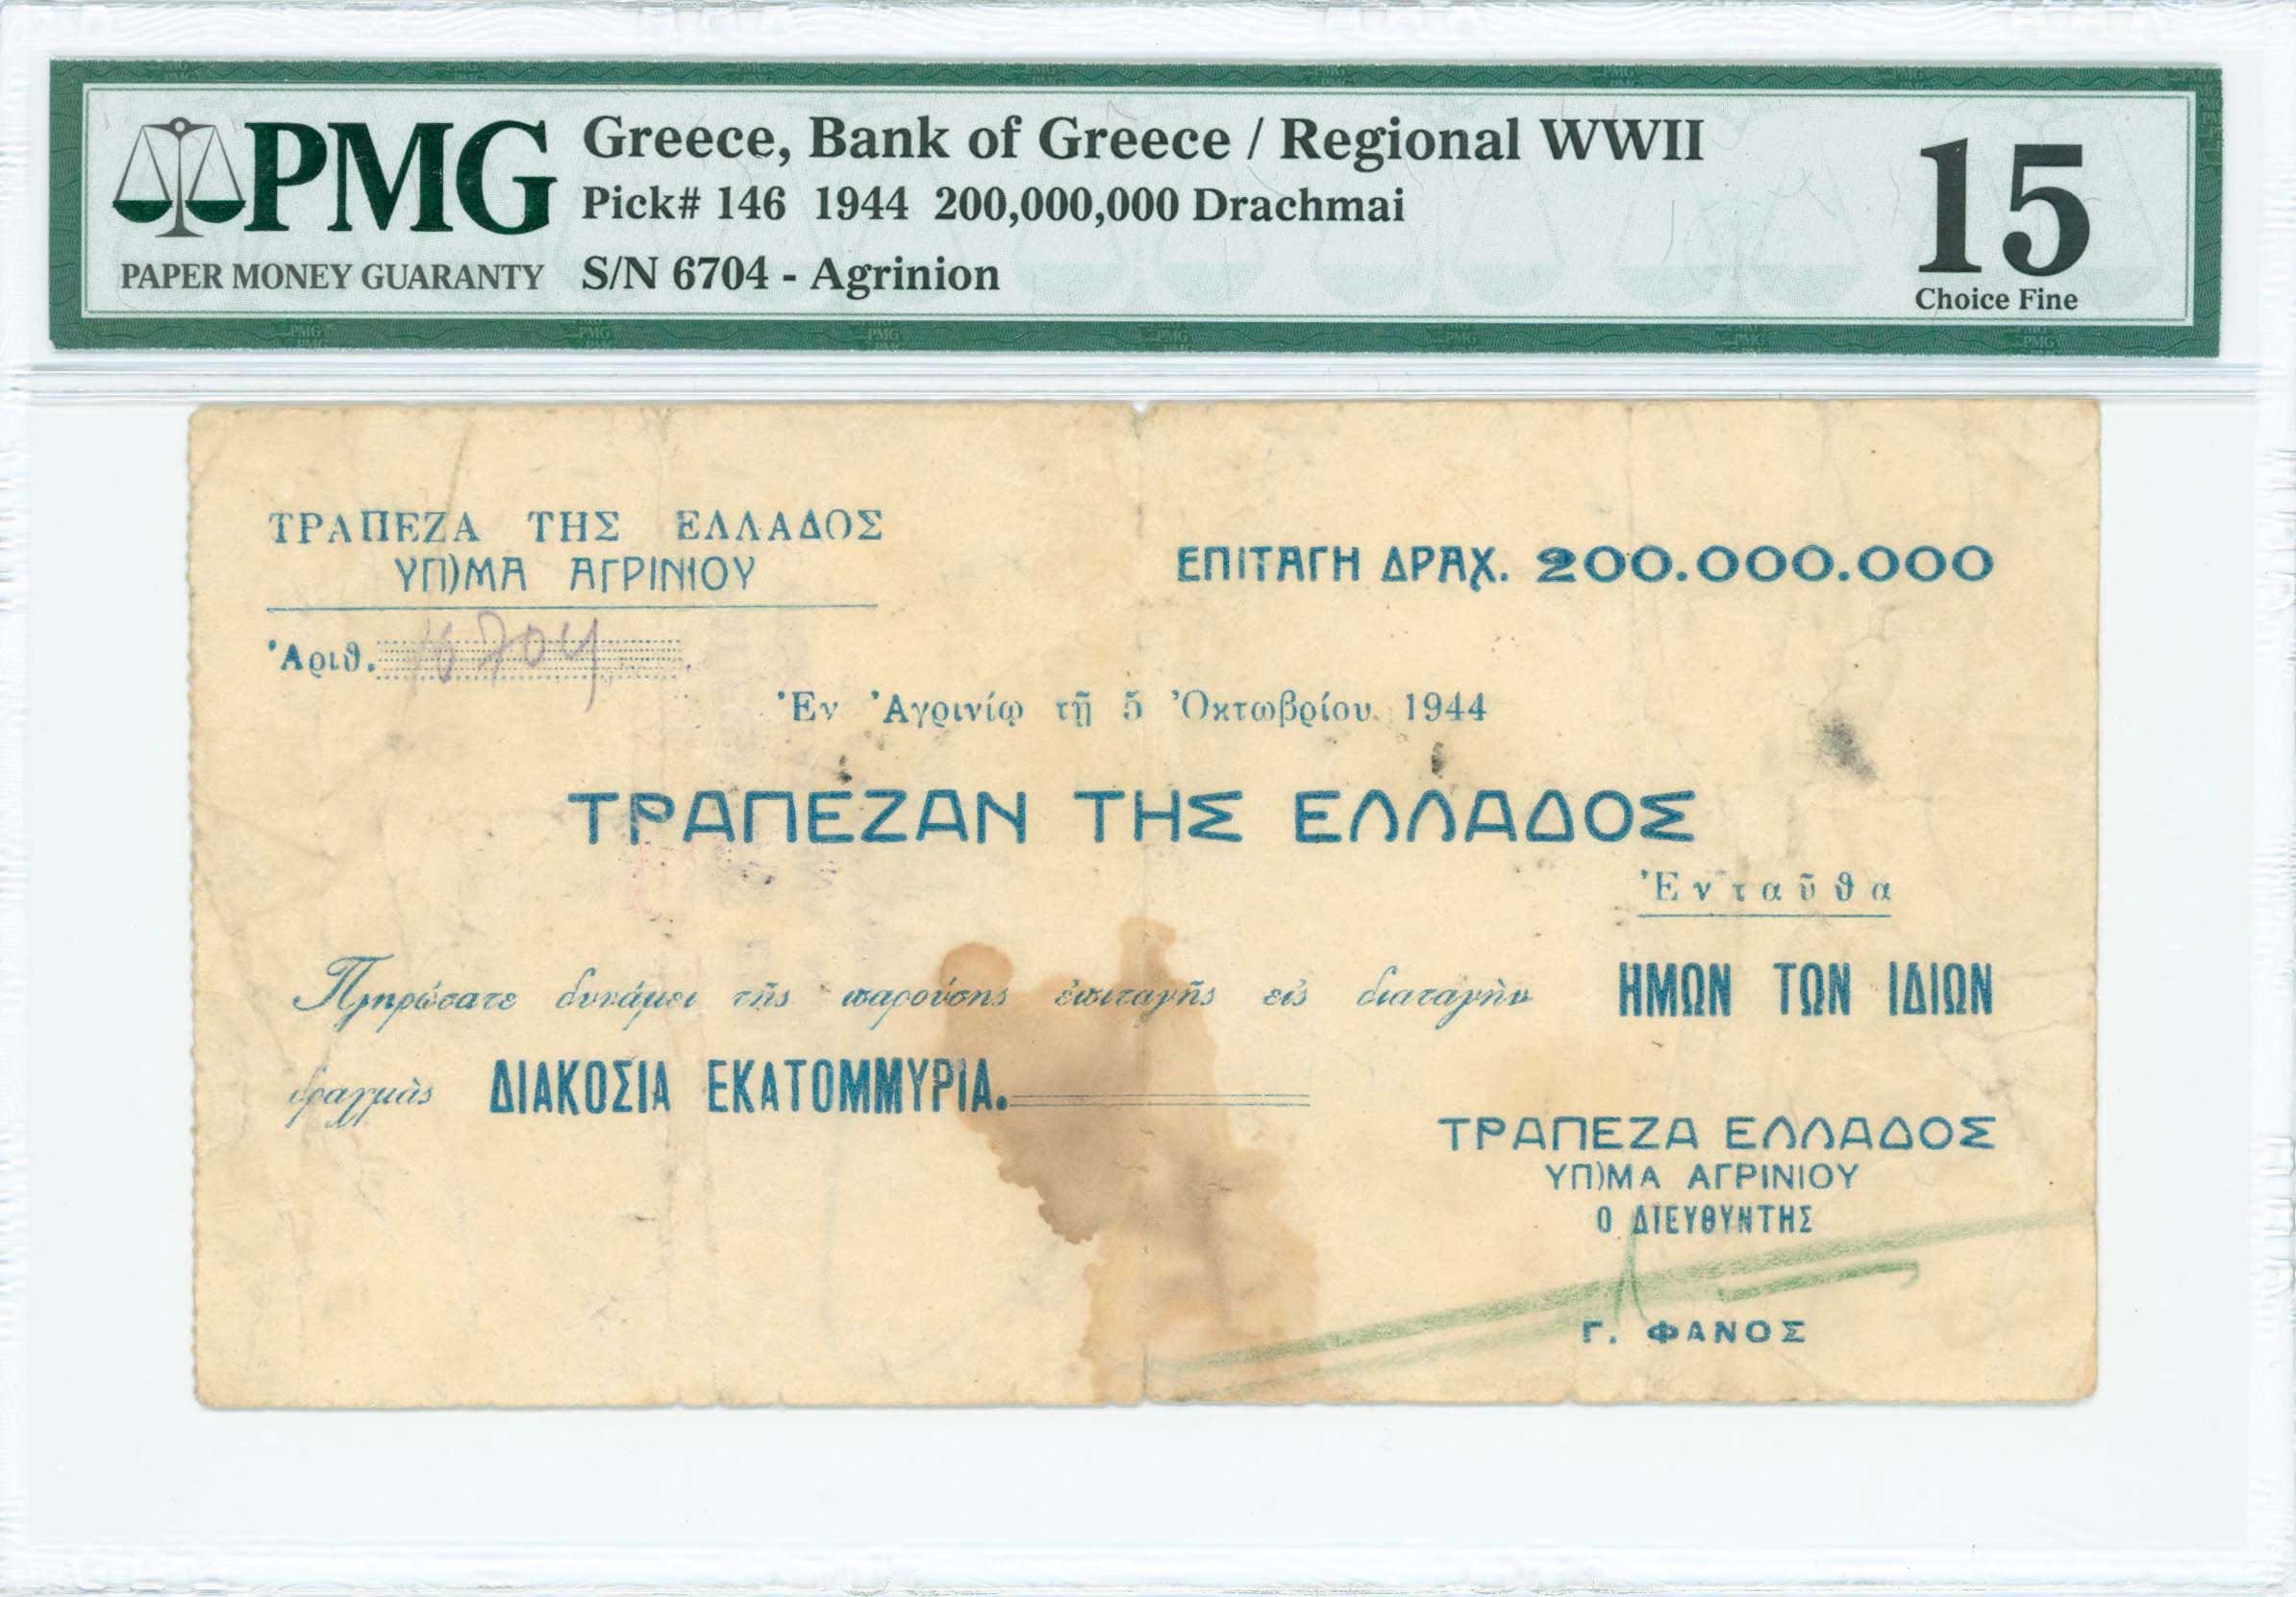 PMG
PAPER MONEY GUARANTY
Greece, Bank of Greece / Regional WWII
Pick# 146 1944 200,000,000 Drachmai
S/N 6704 - Agrinion
15
Choice Fine
ΤΡΑΠΕΖΑ ΤΗΣ ΕΛΛΑΔΟΣ
ΥΠ)ΜΑ ΑΓΡΙΝΙΟΥ
ΕΠΙΤΑΓΗ ΔΡΑΧ. 200.000.000
Ἀριθ. 6704
Ἐν Ἀγρινίῳ τῇ 5 Ὀκτωβρίου 1944
ΤΡΑΠΕΖΑΝ ΤΗΣ ΕΛΛΑΔΟΣ
Ἐνταῦθα
Πληρώσατε δυνάμει τῆς παρούσης ἐπιταγῆς εἰς διαταγὴν ΗΜΩΝ ΤΩΝ ΙΔΙΩΝ
δραχμὰς ΔΙΑΚΟΣΙΑ ΕΚΑΤΟΜΜΥΡΙΑ.
ΤΡΑΠΕΖΑ ΕΛΛΑΔΟΣ
ΥΠ)ΜΑ ΑΓΡΙΝΙΟΥ
Ο ΔΙΕΥΘΥΝΤΗΣ
Γ. ΦΑΝΟΣ